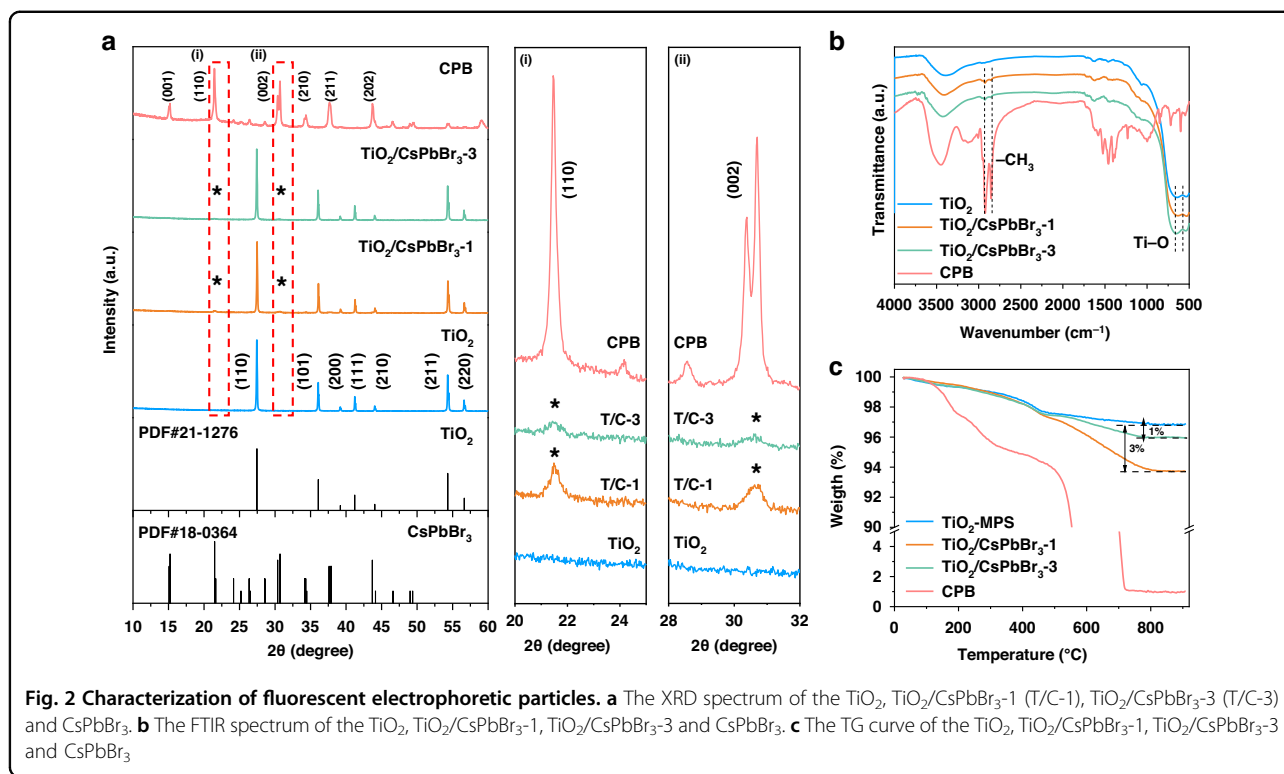 a
(i)
(ii)
CPB
(001)
(110)
(002)
(210)
(211)
(202)
TiO₂/CsPbBr₃-3
*
*
TiO₂/CsPbBr₃-1
*
*
TiO₂
(110)
(101)
(200)
(111)
(210)
(211)
(220)
PDF#21-1276
TiO₂
PDF#18-0364
CsPbBr₃
Intensity (a.u.)
10 15 20 25 30 35 40 45 50 55 60
2θ (degree)
(i)
(110)
CPB
*
T/C-3
*
T/C-1
TiO₂
20 22 24
2θ (degree)
(ii)
(002)
CPB
*
T/C-3
*
T/C-1
TiO₂
28 30 32
2θ (degree)
b
Transmittance (a.u.)
–CH₃
TiO₂
TiO₂/CsPbBr₃-1
TiO₂/CsPbBr₃-3
CPB
Ti–O
4000 3500 3000 2500 2000 1500 1000 500
Wavenumber (cm⁻¹)
c
Weigth (%)
100
98
96
94
92
90
4
2
0
1%
3%
TiO₂-MPS
TiO₂/CsPbBr₃-1
TiO₂/CsPbBr₃-3
CPB
0 200 400 600 800
Temperature (°C)
Fig. 2 Characterization of fluorescent electrophoretic particles. a The XRD spectrum of the TiO₂, TiO₂/CsPbBr₃-1 (T/C-1), TiO₂/CsPbBr₃-3 (T/C-3)
and CsPbBr₃. b The FTIR spectrum of the TiO₂, TiO₂/CsPbBr₃-1, TiO₂/CsPbBr₃-3 and CsPbBr₃. c The TG curve of the TiO₂, TiO₂/CsPbBr₃-1, TiO₂/CsPbBr₃-3
and CsPbBr₃